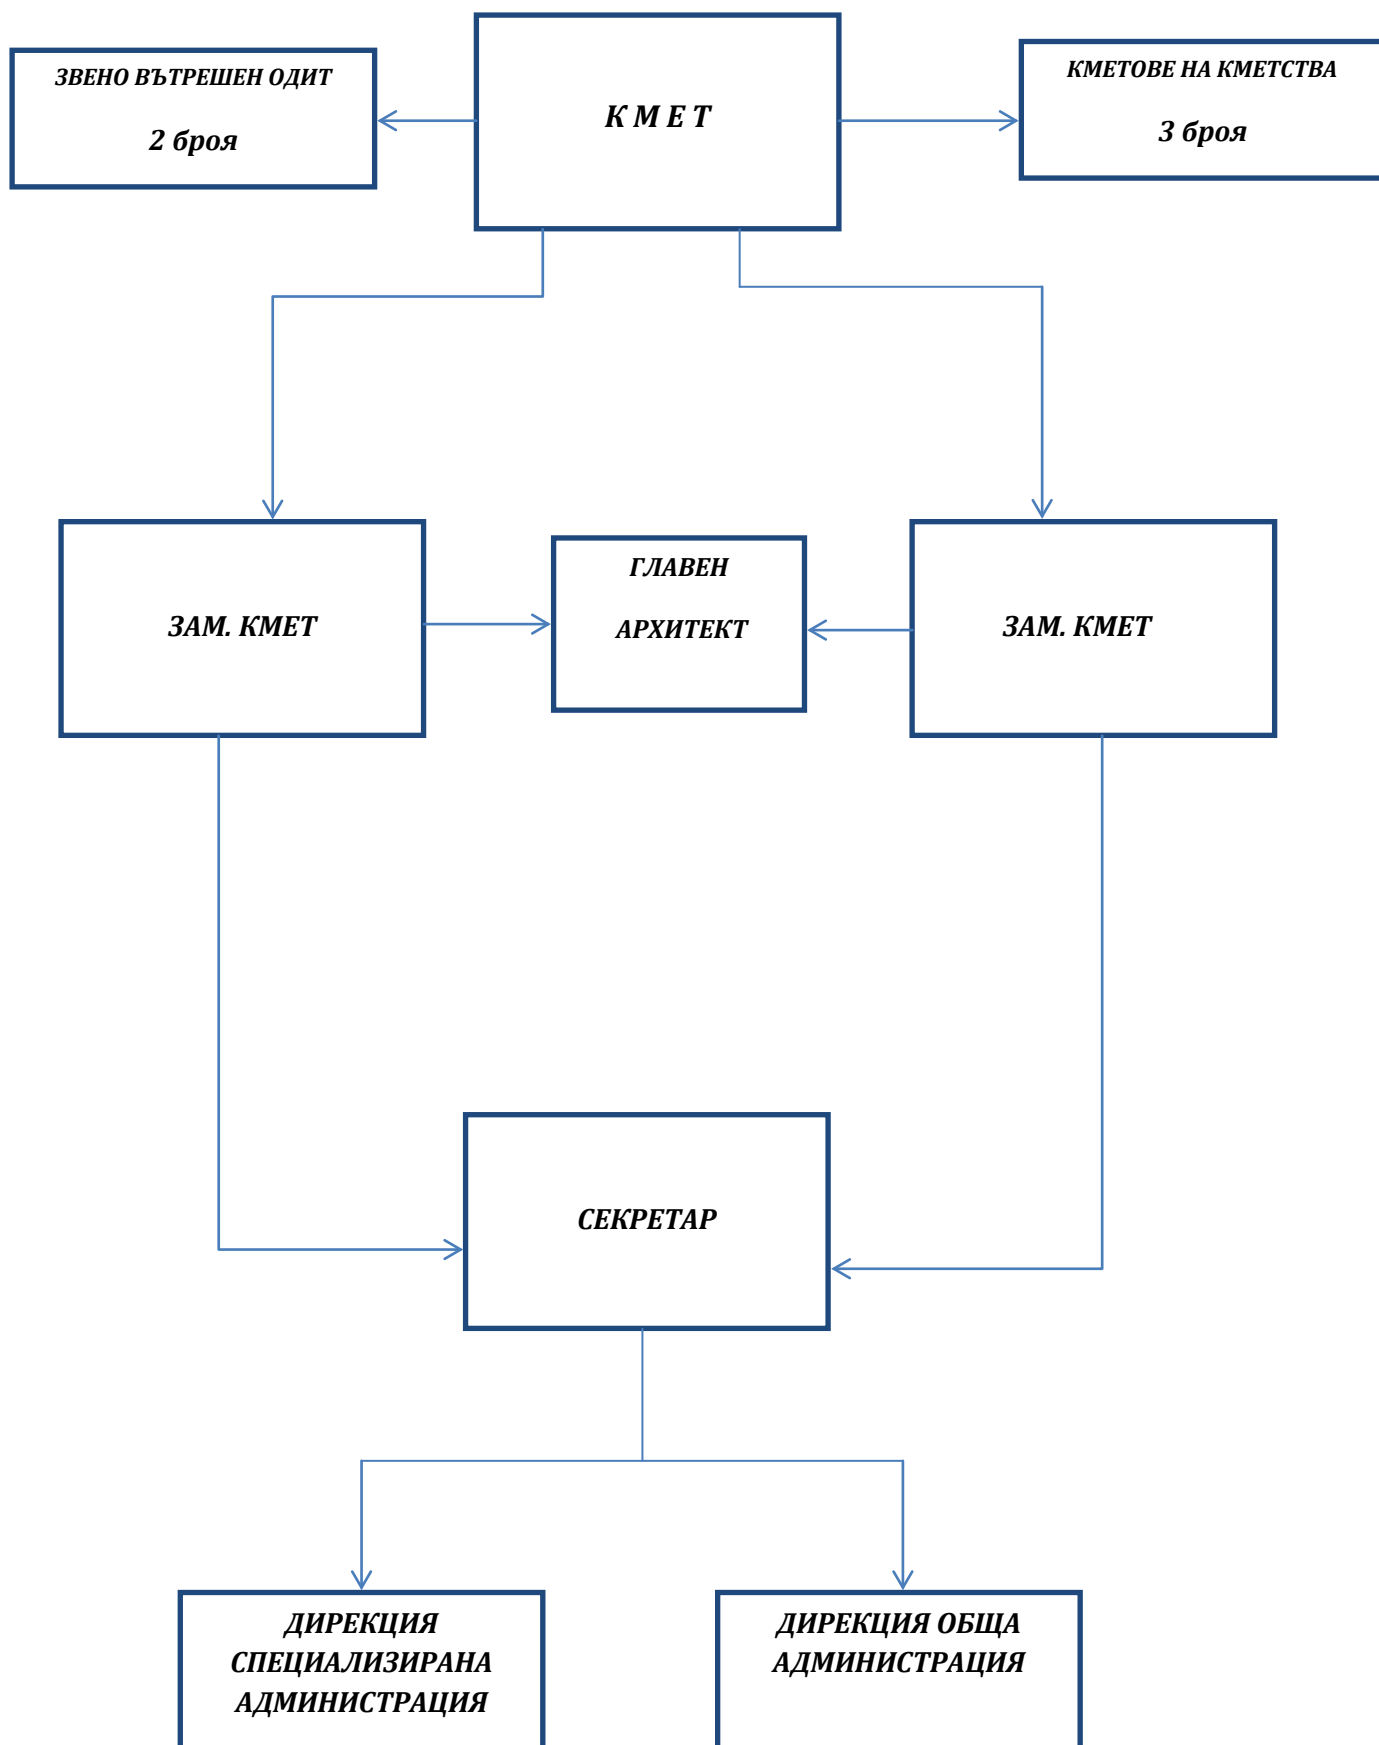 ЗВЕНО ВЪТРЕШЕН ОДИТ
2 броя
К М Е Т
КМЕТОВЕ НА КМЕТСТВА
3 броя
ЗАМ. КМЕТ
ГЛАВЕН
АРХИТЕКТ
ЗАМ. КМЕТ
СЕКРЕТАР
ДИРЕКЦИЯ
СПЕЦИАЛИЗИРАНА
АДМИНИСТРАЦИЯ
ДИРЕКЦИЯ ОБЩА
АДМИНИСТРАЦИЯ